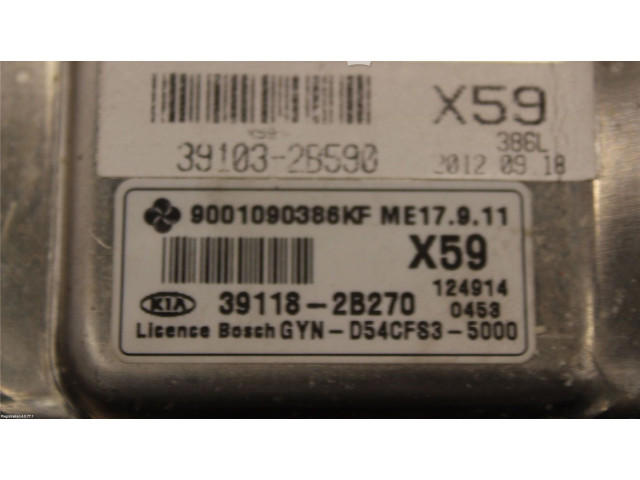 X59
386L
39103-2B590
2012 09 18
9001090386KF ME17.9.11
X59
KIA 39118-2B270
124914
0453
Licence Bosch GYN-D54CFS3-5000